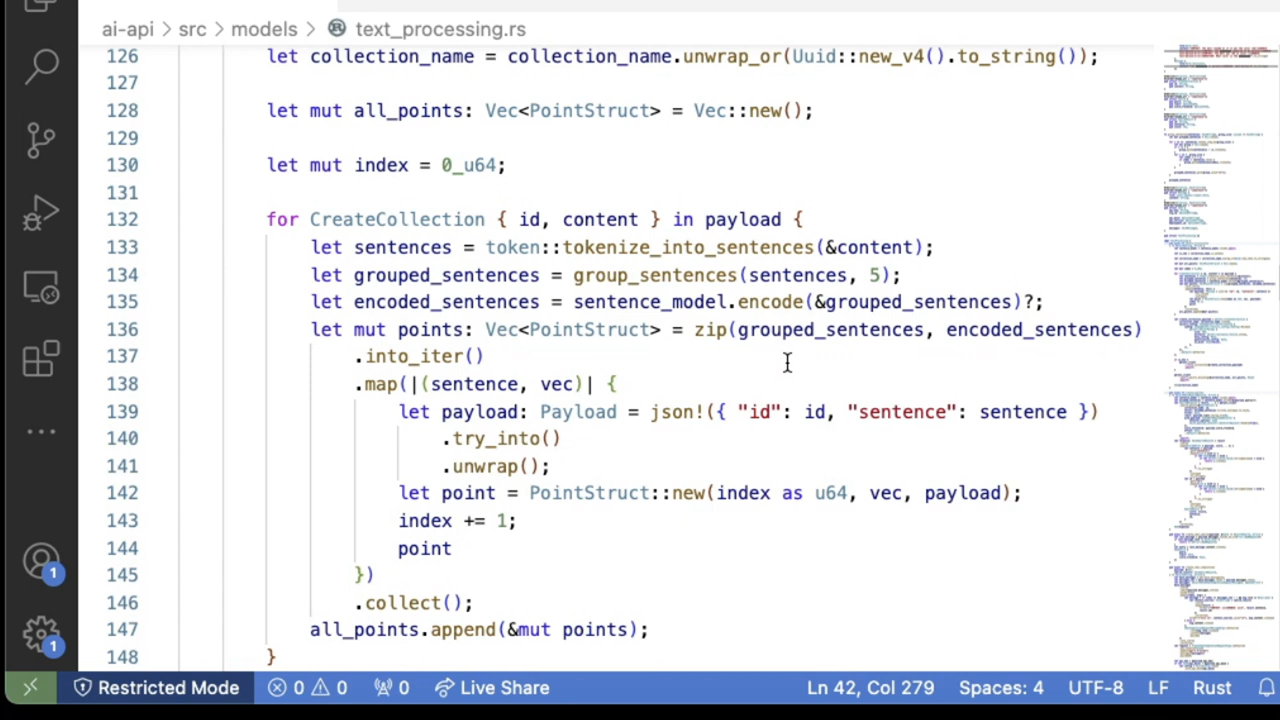 ai-api > src > models > text_processing.rs
126 let collection_name = collection_name.unwrap_or(Uuid::new_v4().to_string());
127
128 let mut all_points: Vec<PointStruct> = Vec::new();
129
130 let mut index = 0_u64;
131
132 for CreateCollection { id, content } in payload {
133 let sentences = token::tokenize_into_sentences(&content);
134 let grouped_sentences = group_sentences(sentences, 5);
135 let encoded_sentences = sentence_model.encode(&grouped_sentences)?;
136 let mut points: Vec<PointStruct> = zip(grouped_sentences, encoded_sentences)
137 .into_iter()
138 .map(|(sentence, vec)| {
139 let payload: Payload = json!({ "id": id, "sentence": sentence })
140 .try_into()
141 .unwrap();
142 let point = PointStruct::new(index as u64, vec, payload);
143 index += 1;
144 point
145 })
146 .collect();
147 all_points.append(&mut points);
148 }
1
1
Restricted Mode 0 0 0 Live Share Ln 42, Col 279 Spaces: 4 UTF-8 LF Rust